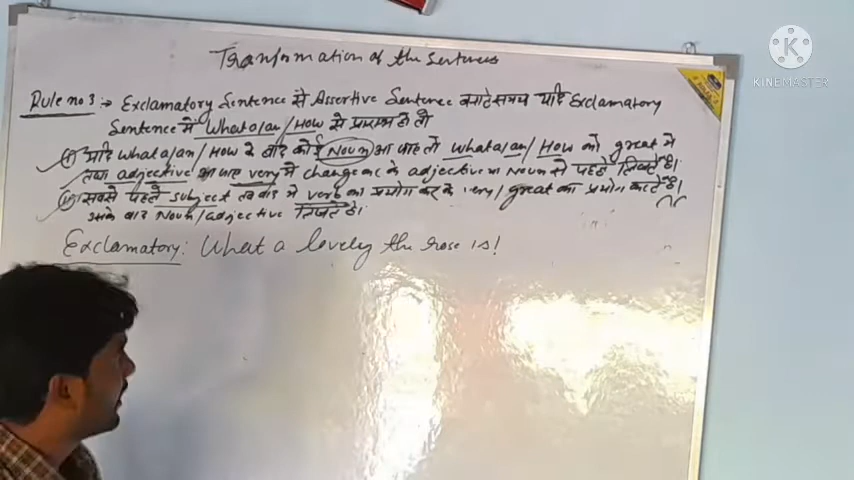 Transformation of the Sentences
KINEMASTER
Rule no 3 :→ Exclamatory Sentence से Assertive Sentence बनाते समय यदि Exclamatory
Sentence में What a/an/How से प्रारम्भ हो तो
(i) यदि What a/an/How के बाद कोई Noun आ जाए तो what a/an/How को great में
तथा adjective आ जाए very में change कर के adjective या Noun से पहले लिखते है।
(ii) सबसे पहले subject तब बाद में verb का प्रयोग कर के very/great का प्रयोग करते है।
उसके बाद Noun/adjective लिखते है।
Exclamatory: What a lovely the rose is!